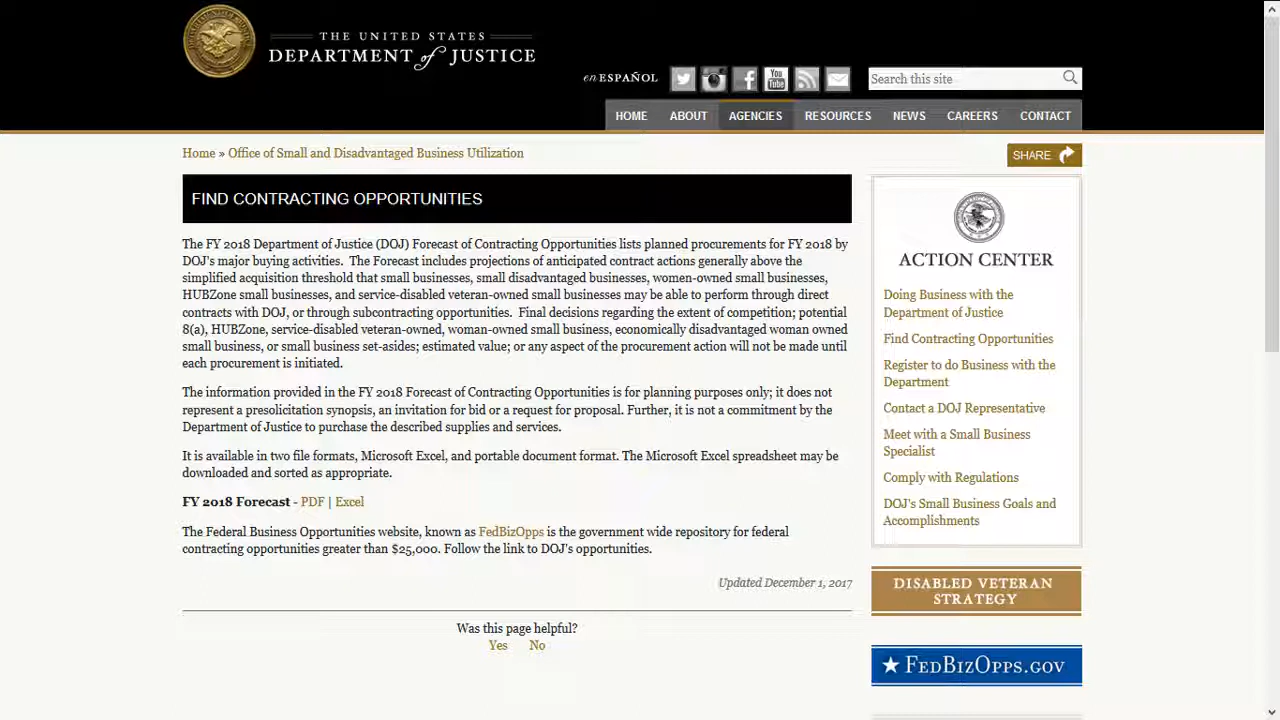 THE UNITED STATES
DEPARTMENT of JUSTICE
en ESPAÑOL
You
Tube
Search this site
HOME ABOUT AGENCIES RESOURCES NEWS CAREERS CONTACT
Home » Office of Small and Disadvantaged Business Utilization
SHARE
FIND CONTRACTING OPPORTUNITIES
The FY 2018 Department of Justice (DOJ) Forecast of Contracting Opportunities lists planned procurements for FY 2018 by
DOJ's major buying activities. The Forecast includes projections of anticipated contract actions generally above the
simplified acquisition threshold that small businesses, small disadvantaged businesses, women-owned small businesses,
HUBZone small businesses, and service-disabled veteran-owned small businesses may be able to perform through direct
contracts with DOJ, or through subcontracting opportunities. Final decisions regarding the extent of competition; potential
8(a), HUBZone, service-disabled veteran-owned, woman-owned small business, economically disadvantaged woman owned
small business, or small business set-asides; estimated value; or any aspect of the procurement action will not be made until
each procurement is initiated.
The information provided in the FY 2018 Forecast of Contracting Opportunities is for planning purposes only; it does not
represent a presolicitation synopsis, an invitation for bid or a request for proposal. Further, it is not a commitment by the
Department of Justice to purchase the described supplies and services.
It is available in two file formats, Microsoft Excel, and portable document format. The Microsoft Excel spreadsheet may be
downloaded and sorted as appropriate.
FY 2018 Forecast - PDF | Excel
The Federal Business Opportunities website, known as FedBizOpps is the government wide repository for federal
contracting opportunities greater than $25,000. Follow the link to DOJ's opportunities.
Updated December 1, 2017
Was this page helpful?
Yes No
ACTION CENTER
Doing Business with the
Department of Justice
Find Contracting Opportunities
Register to do Business with the
Department
Contact a DOJ Representative
Meet with a Small Business
Specialist
Comply with Regulations
DOJ's Small Business Goals and
Accomplishments
DISABLED VETERAN
STRATEGY
FEDBIZOPPS.GOV